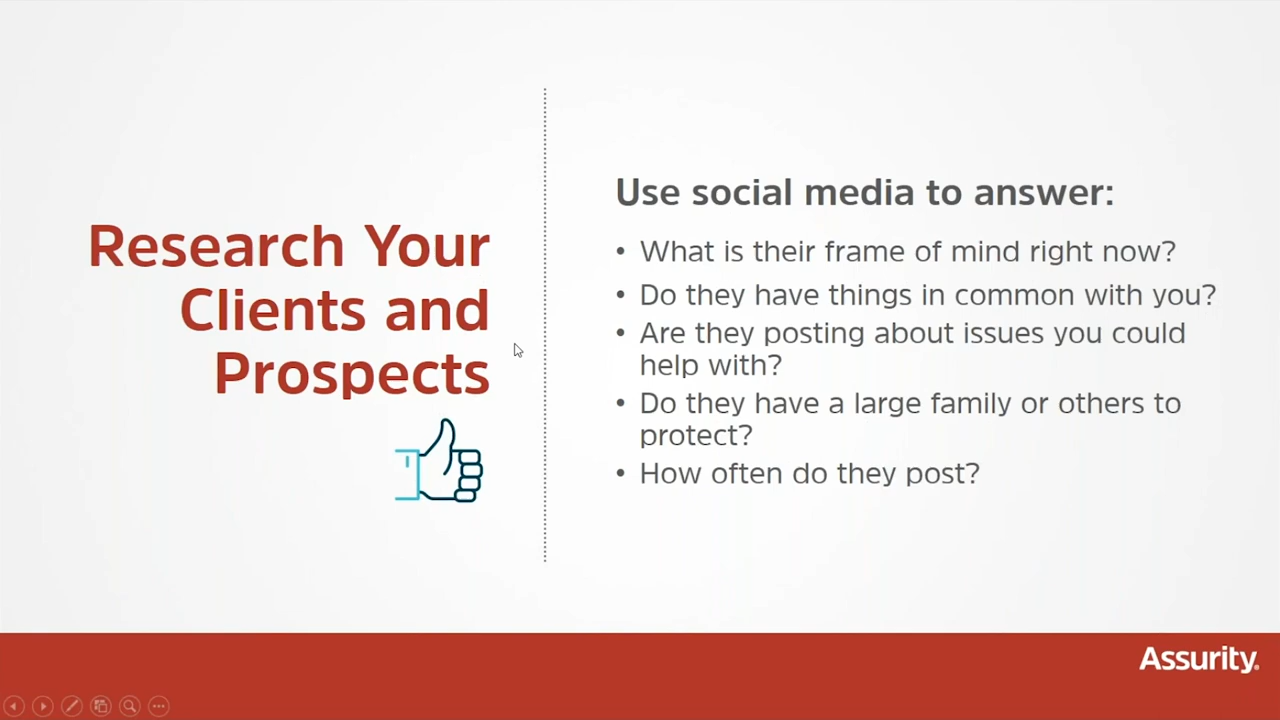 Research Your
Clients and
Prospects
Use social media to answer:
• What is their frame of mind right now?
• Do they have things in common with you?
• Are they posting about issues you could
help with?
• Do they have a large family or others to
protect?
• How often do they post?
Assurity.